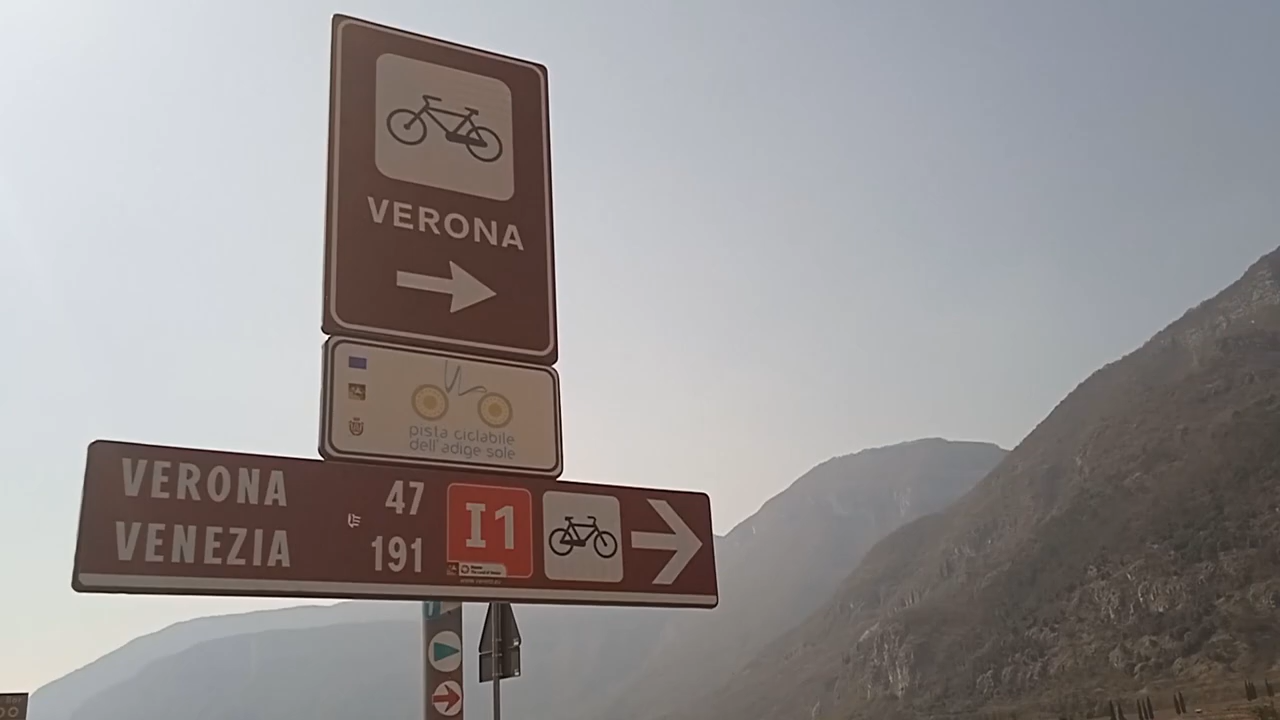 VERONA
pista ciclabile
dell'adige sole
VERONA 47
VENEZIA 191
I1